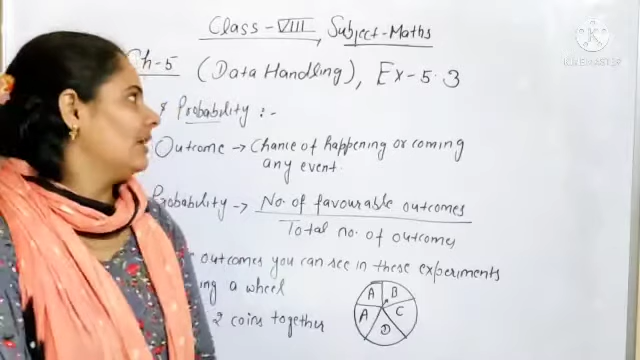 Class - VIII, Subject - Maths
Ch-5 (Data Handling), Ex - 5.3
& Probability :-
Outcome → Chance of happening or coming
any event.
Probability → No. of favourable outcomes
Total no. of outcomes
outcomes you can see in these experiments
ing a wheel
2 coins together
A B
A C
D
KINEMASTER